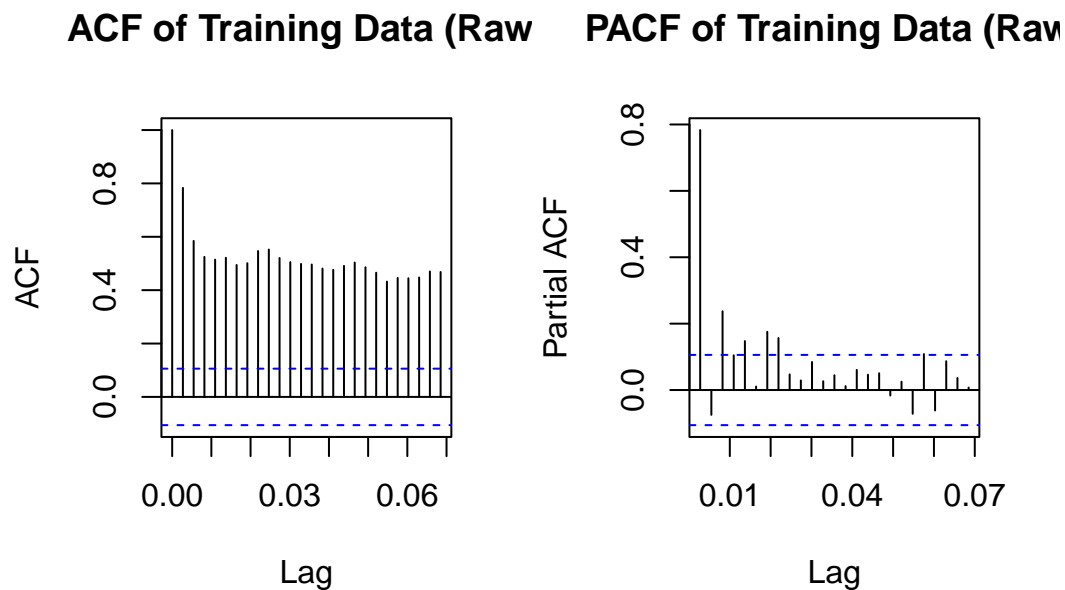 ACF of Training Data (Raw
ACF
0.8
0.4
0.0
0.00 0.03 0.06
Lag
PACF of Training Data (Raw
Partial ACF
0.8
0.4
0.0
0.01 0.04 0.07
Lag